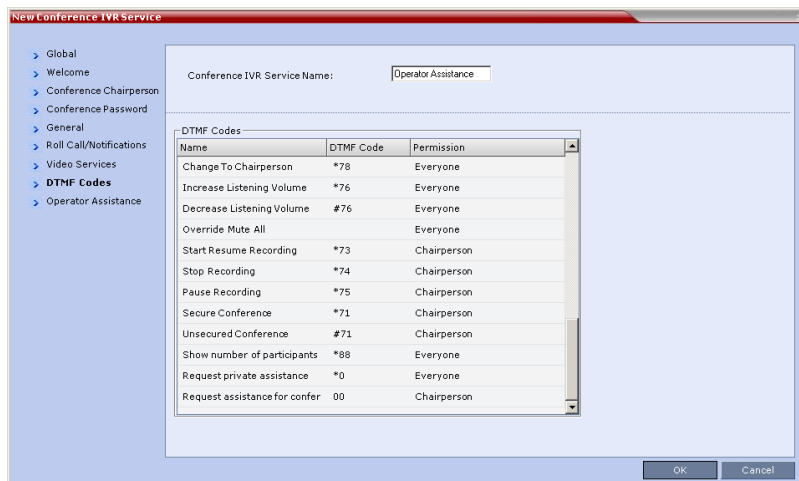 New Conference IVR Service
Global
Welcome
Conference Chairperson
Conference Password
General
Roll Call/Notifications
Video Services
DTMF Codes
Operator Assistance
Conference IVR Service Name: Operator Assistance
DTMF Codes
Name DTMF Code Permission
Change To Chairperson *78 Everyone
Increase Listening Volume *76 Everyone
Decrease Listening Volume #76 Everyone
Override Mute All Everyone
Start Resume Recording *73 Chairperson
Stop Recording *74 Chairperson
Pause Recording *75 Chairperson
Secure Conference *71 Chairperson
Unsecured Conference #71 Chairperson
Show number of participants *88 Everyone
Request private assistance *0 Everyone
Request assistance for confer 00 Chairperson
OK Cancel